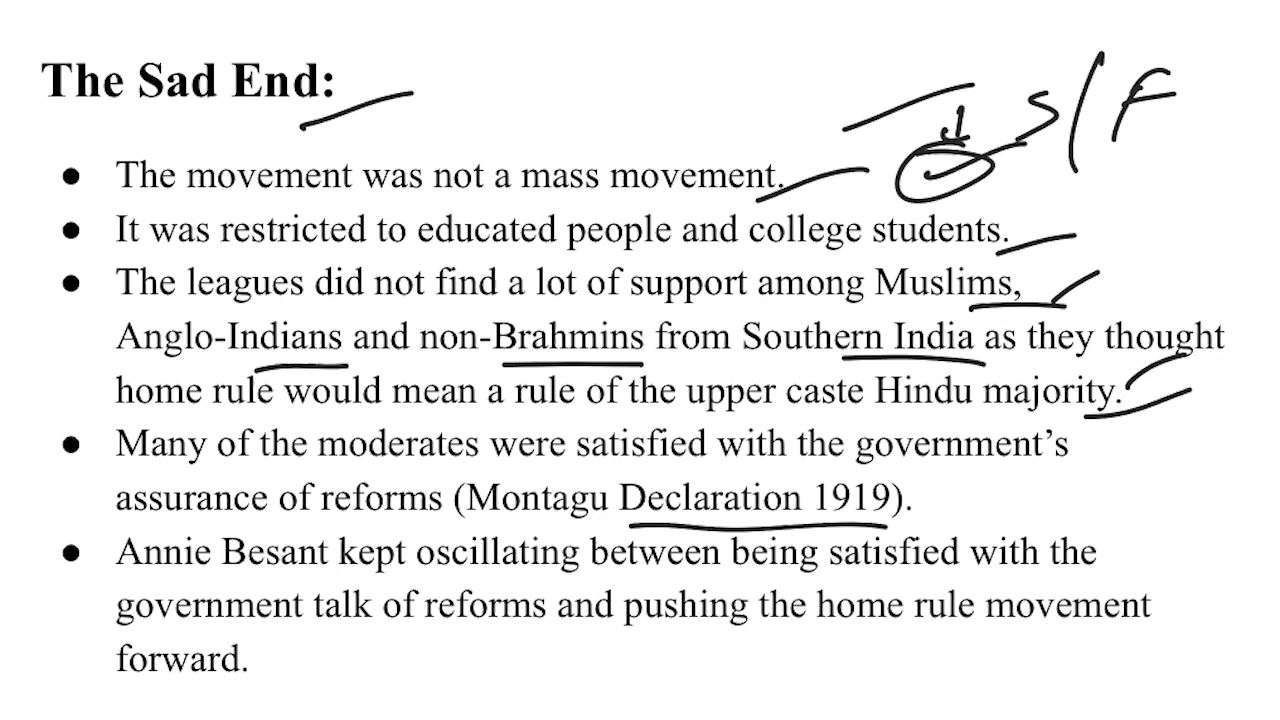 The Sad End:
S/F
● The movement was not a mass movement.
● It was restricted to educated people and college students.
● The leagues did not find a lot of support among Muslims,
Anglo-Indians and non-Brahmins from Southern India as they thought
home rule would mean a rule of the upper caste Hindu majority.
● Many of the moderates were satisfied with the government’s
assurance of reforms (Montagu Declaration 1919).
● Annie Besant kept oscillating between being satisfied with the
government talk of reforms and pushing the home rule movement
forward.